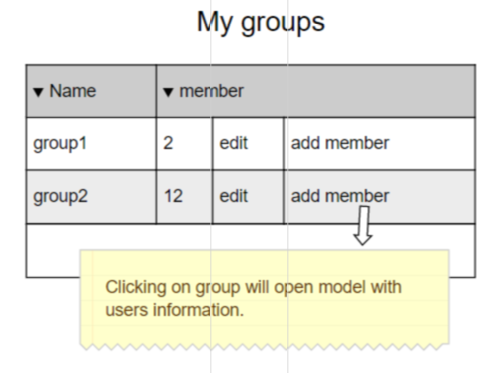 My groups
▼ Name ▼ member
group1 2 edit add member
group2 12 edit add member
Clicking on group will open model with
users information.